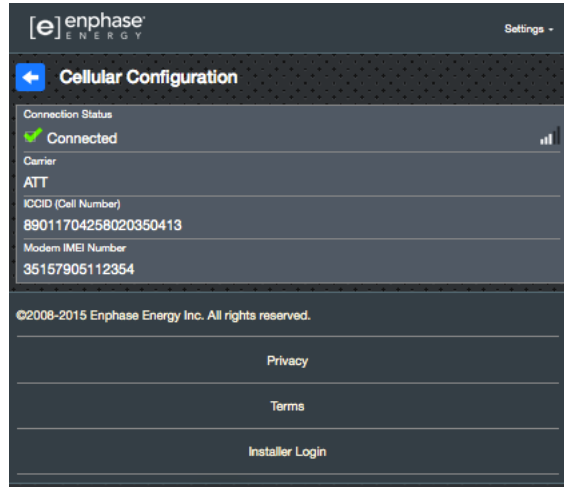 [e] enphase
ENERGY
Settings
Cellular Configuration
Connection Status
Connected
Carrier
ATT
ICCID (Cell Number)
89011704258020350413
Modem IMEI Number
35157905112354
©2008-2015 Enphase Energy Inc. All rights reserved.
Privacy
Terms
Installer Login